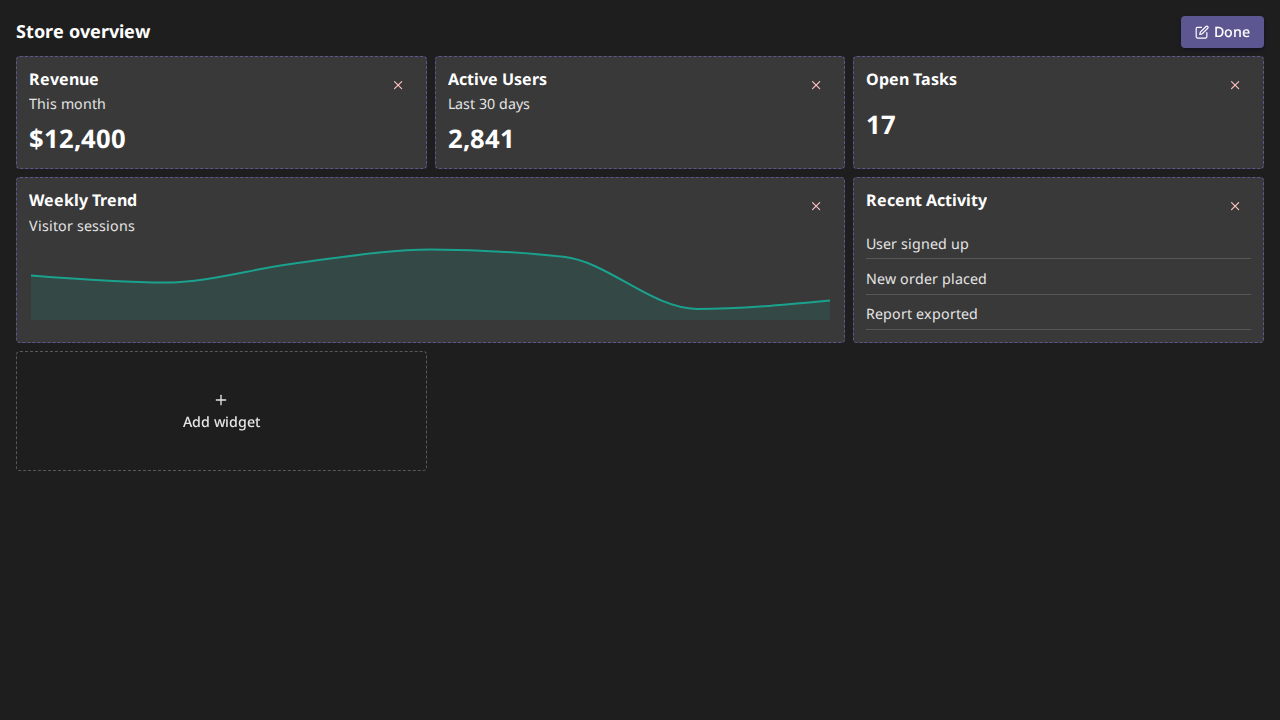 Store overview
Done
Revenue
This month
$12,400
Active Users
Last 30 days
2,841
Open Tasks
17
Weekly Trend
Visitor sessions
Recent Activity
User signed up
New order placed
Report exported
Add widget